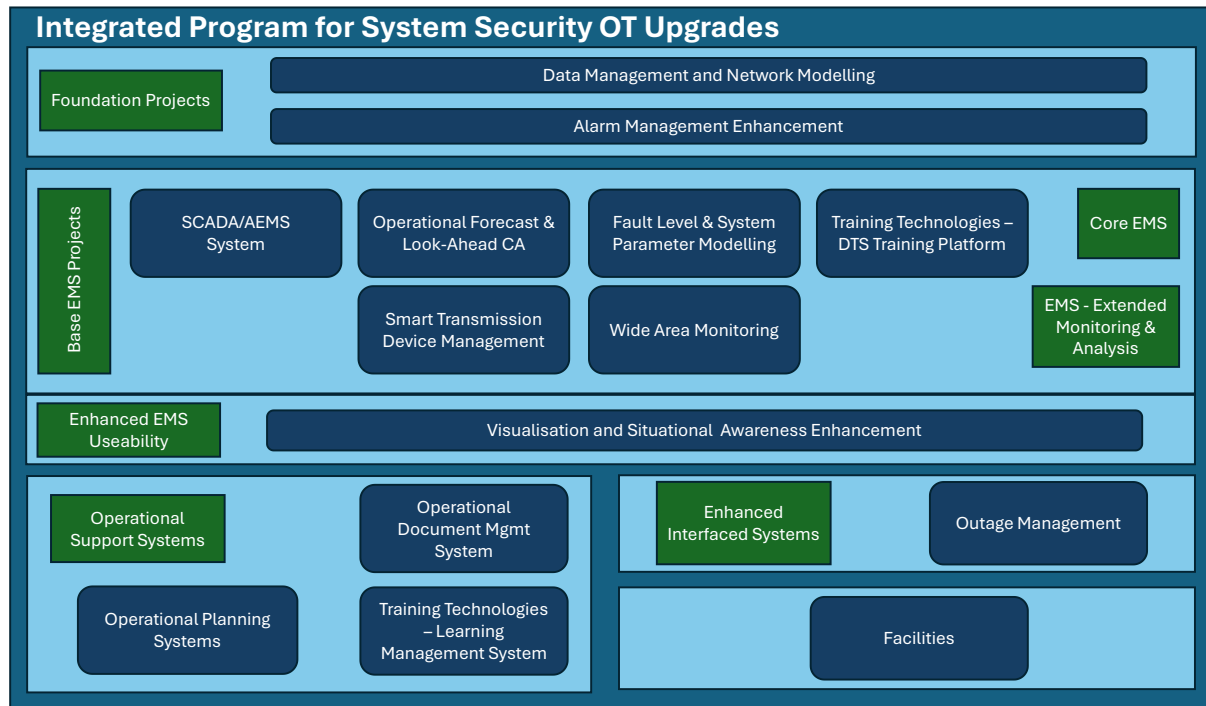 Integrated Program for System Security OT Upgrades
Foundation Projects
Data Management and Network Modelling
Alarm Management Enhancement
Base EMS Projects
SCADA/AEMS
System
Operational Forecast &
Look-Ahead CA
Fault Level & System
Parameter Modelling
Training Technologies –
DTS Training Platform
Core EMS
Smart Transmission
Device Management
Wide Area Monitoring
EMS - Extended
Monitoring &
Analysis
Enhanced EMS
Useability
Visualisation and Situational Awareness Enhancement
Operational
Support Systems
Operational
Document Mgmt
System
Operational Planning
Systems
Training Technologies
– Learning
Management System
Enhanced
Interfaced Systems
Outage Management
Facilities